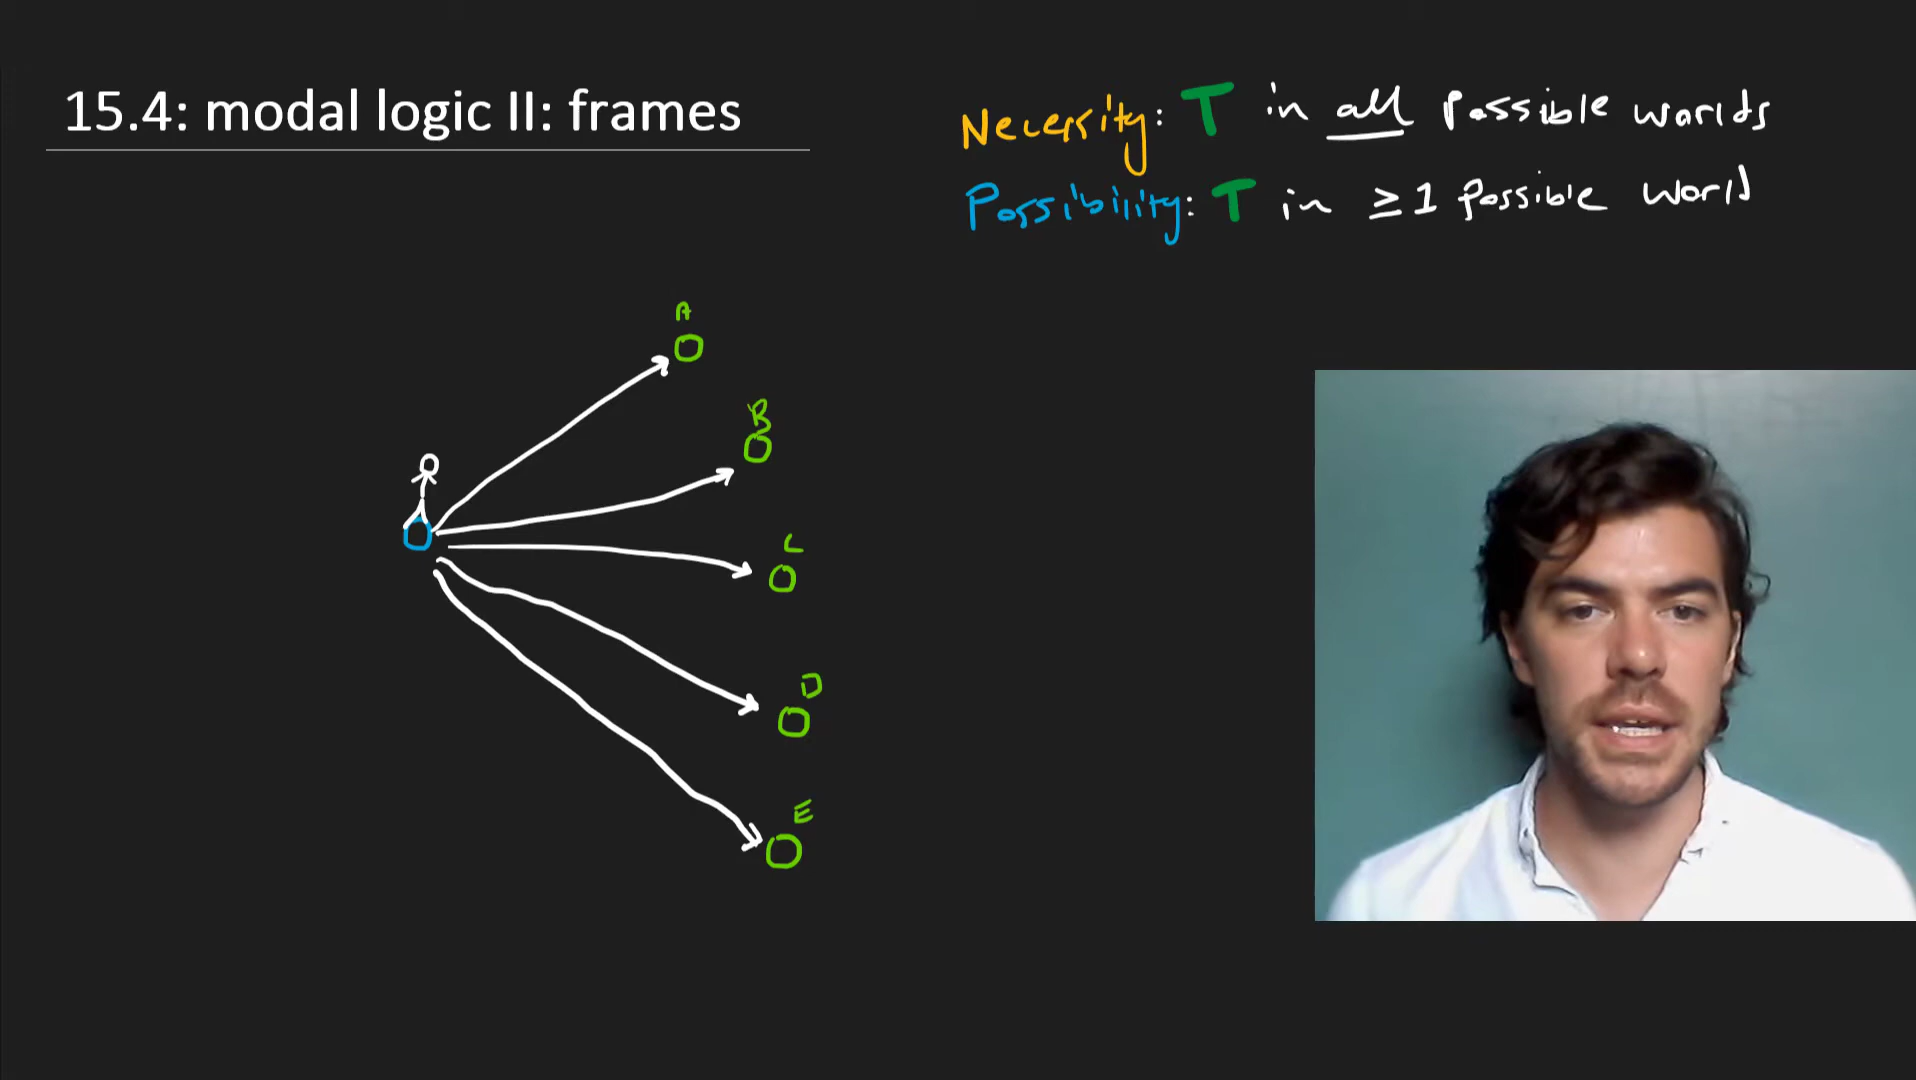 15.4: modal logic II: frames
Necessity: T in all possible worlds
Possibility: T in ≥1 possible world
A
B
C
D
E